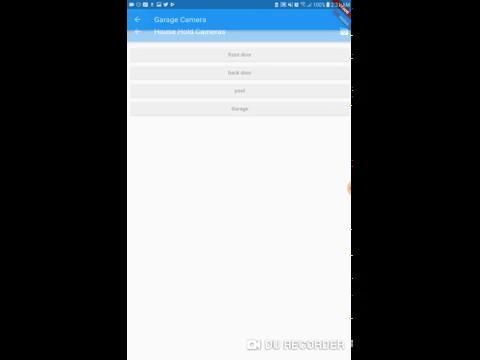 100%
Garage Camera
House Hold Cameras
front door
back door
pool
Garage
DU RECORDER